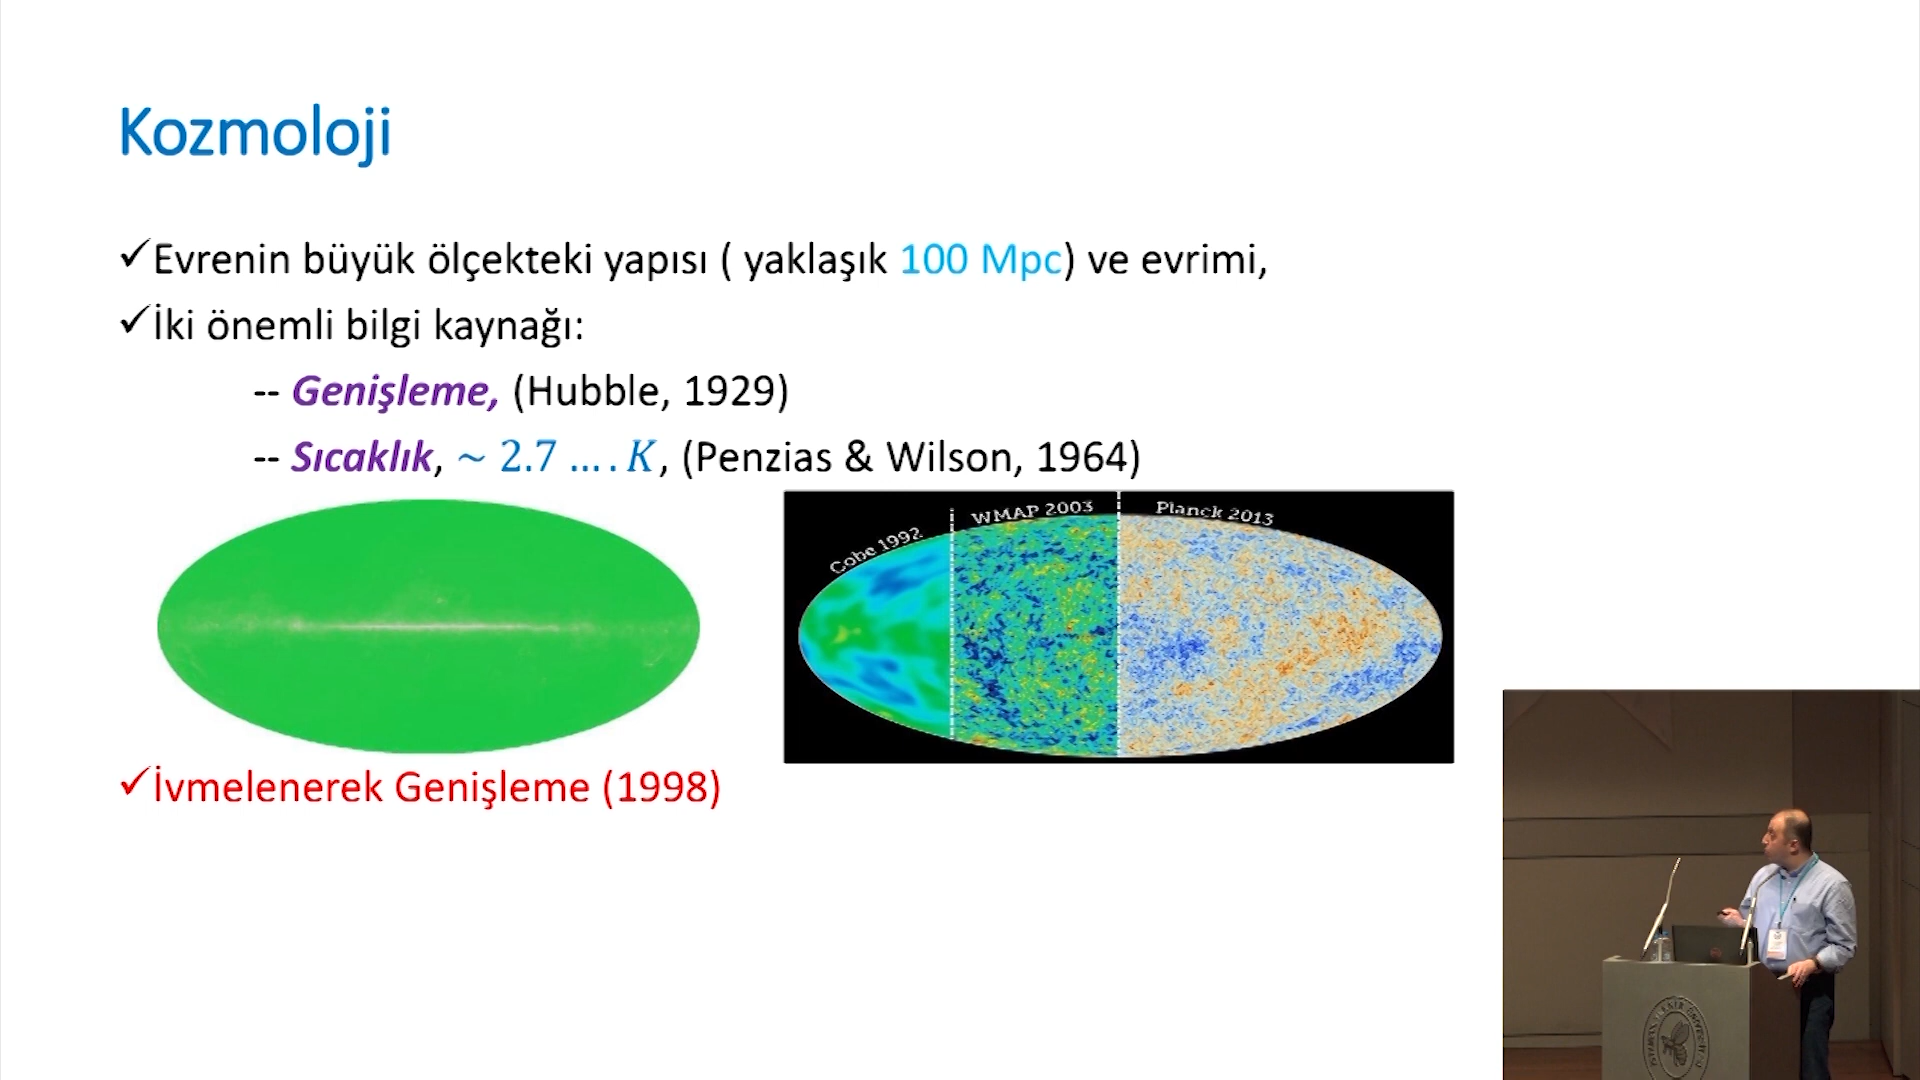 Kozmoloji
✓Evrenin büyük ölçekteki yapısı ( yaklaşık 100 Mpc) ve evrimi,
✓İki önemli bilgi kaynağı:
-- Genişleme, (Hubble, 1929)
-- Sıcaklık, ~ 2.7 .... K, (Penzias & Wilson, 1964)
Cobe 1992
WMAP 2003
Planck 2013
✓İvmelenerek Genişleme (1998)